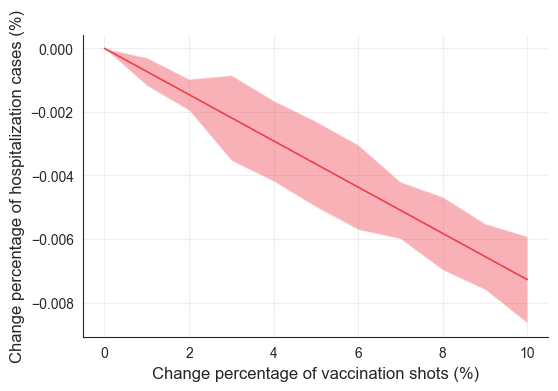 Change percentage of hospitalization cases (%)
0.000
−0.002
−0.004
−0.006
−0.008
0 2 4 6 8 10
Change percentage of vaccination shots (%)